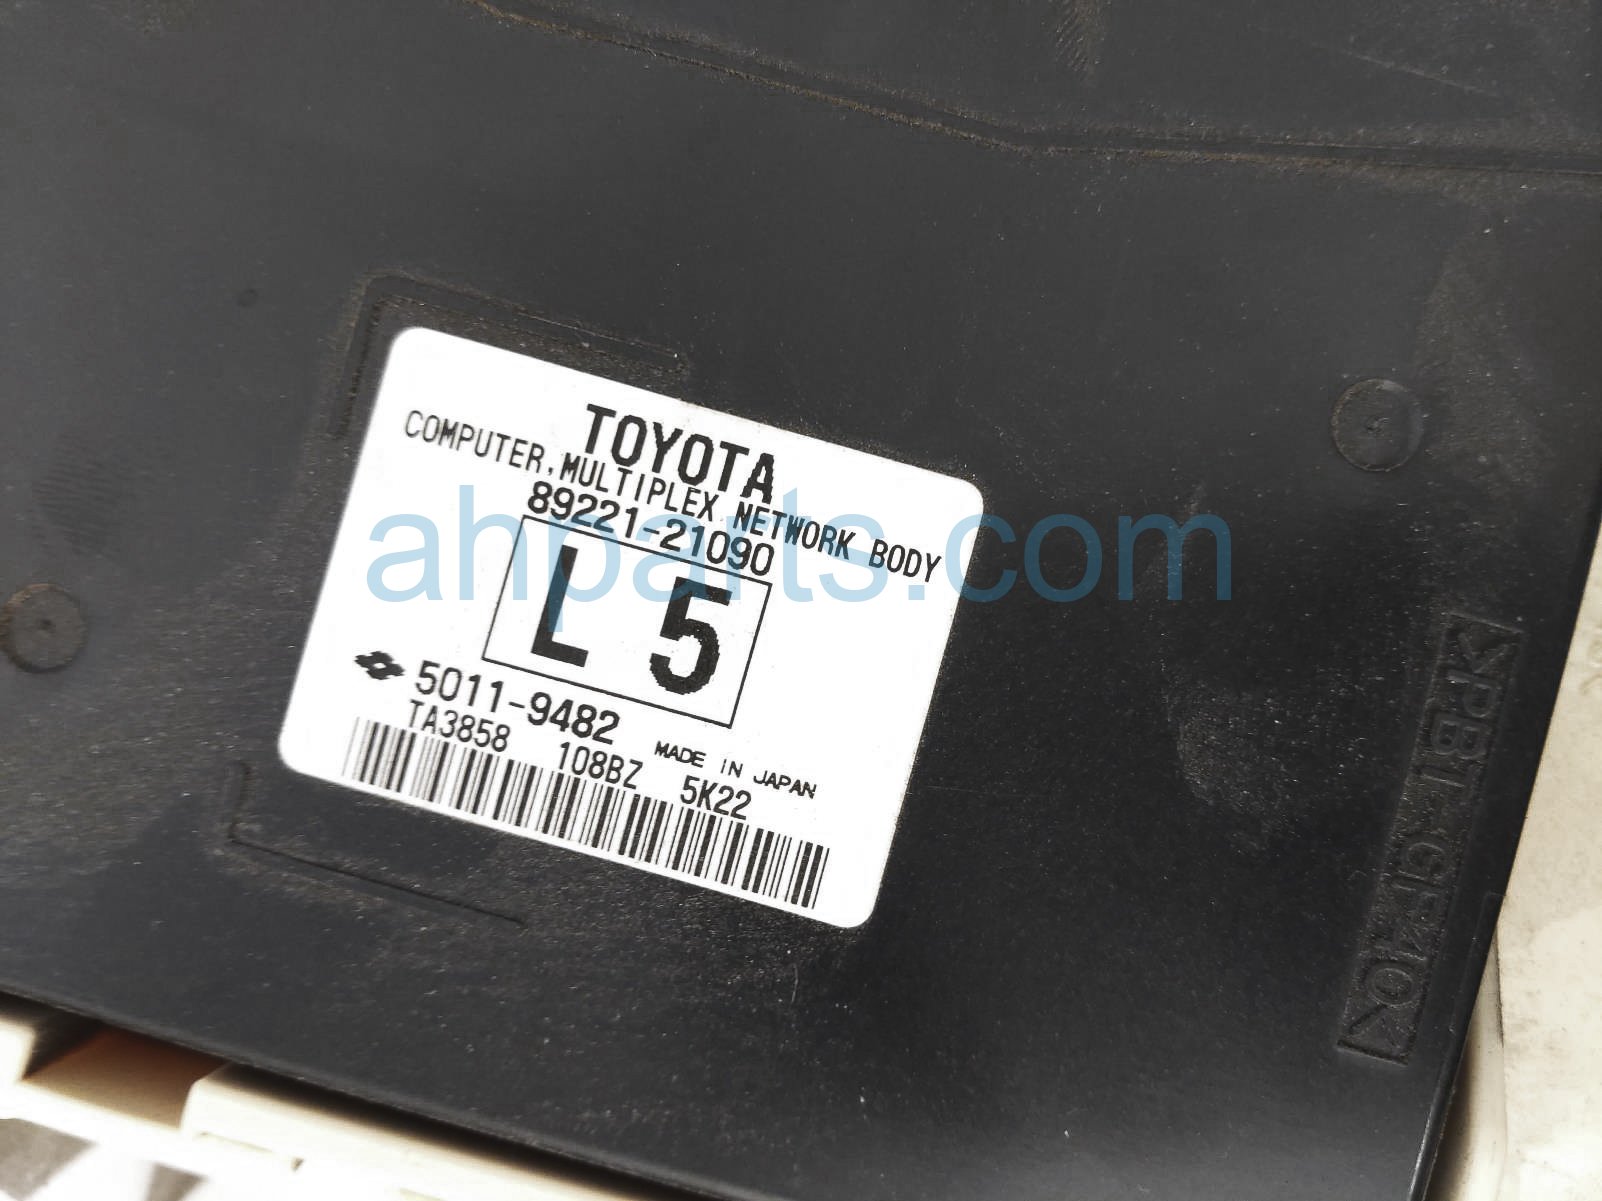 TOYOTA
COMPUTER,MULTIPLEX NETWORK BODY
89221-21090
L 5
5011-9482
TA3858 108BZ 5K22
MADE IN JAPAN
ahparts.com
>PBT-GF40<